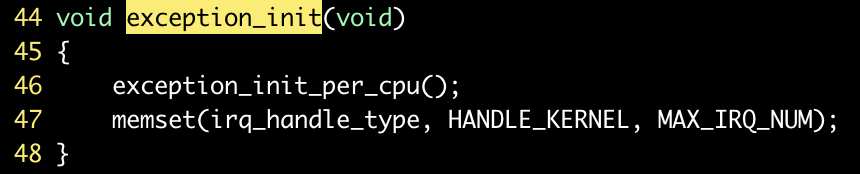 44 void exception_init(void)
45 {
46     exception_init_per_cpu();
47     memset(irq_handle_type, HANDLE_KERNEL, MAX_IRQ_NUM);
48 }